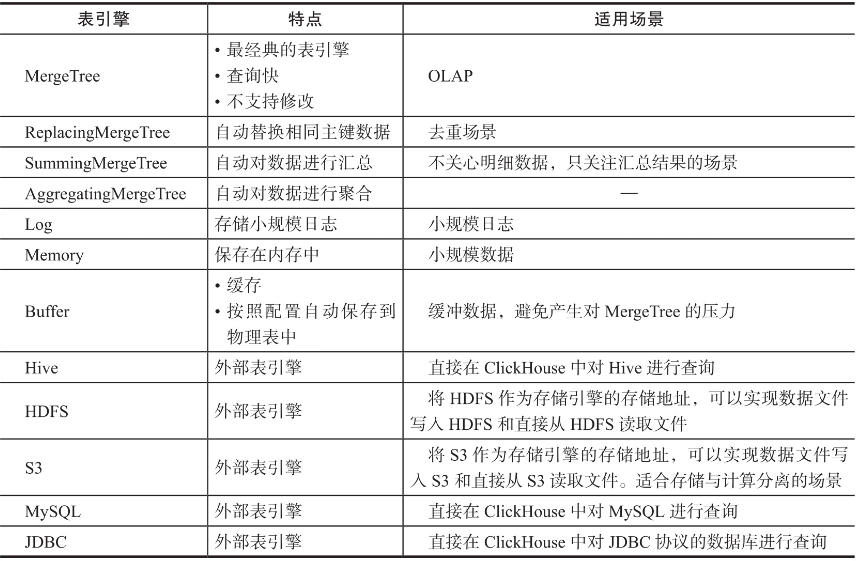 表引擎 特点 适用场景
MergeTree
·最经典的表引擎
·查询快
·不支持修改
OLAP
ReplacingMergeTree 自动替换相同主键数据 去重场景
SummingMergeTree 自动对数据进行汇总 不关心明细数据，只关注汇总结果的场景
AggregatingMergeTree 自动对数据进行聚合 —
Log 存储小规模日志 小规模日志
Memory 保存在内存中 小规模数据
Buffer
·缓存
·按照配置自动保存到
物理表中
缓冲数据，避免产生对 MergeTree 的压力
Hive 外部表引擎 直接在 ClickHouse 中对 Hive 进行查询
HDFS 外部表引擎
将 HDFS 作为存储引擎的存储地址，可以实现数据文件
写入 HDFS 和直接从 HDFS 读取文件
S3 外部表引擎
将 S3 作为存储引擎的存储地址，可以实现数据文件写
入 S3 和直接从 S3 读取文件。适合存储与计算分离的场景
MySQL 外部表引擎 直接在 ClickHouse 中对 MySQL 进行查询
JDBC 外部表引擎 直接在 ClickHouse 中对 JDBC 协议的数据库进行查询